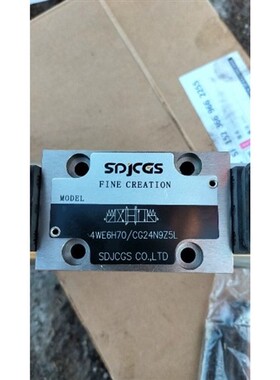 SDJCGS
FINE CREATION
MODEL
4WE6H70/CG24N9Z5L
SDJCGS CO.,LTD